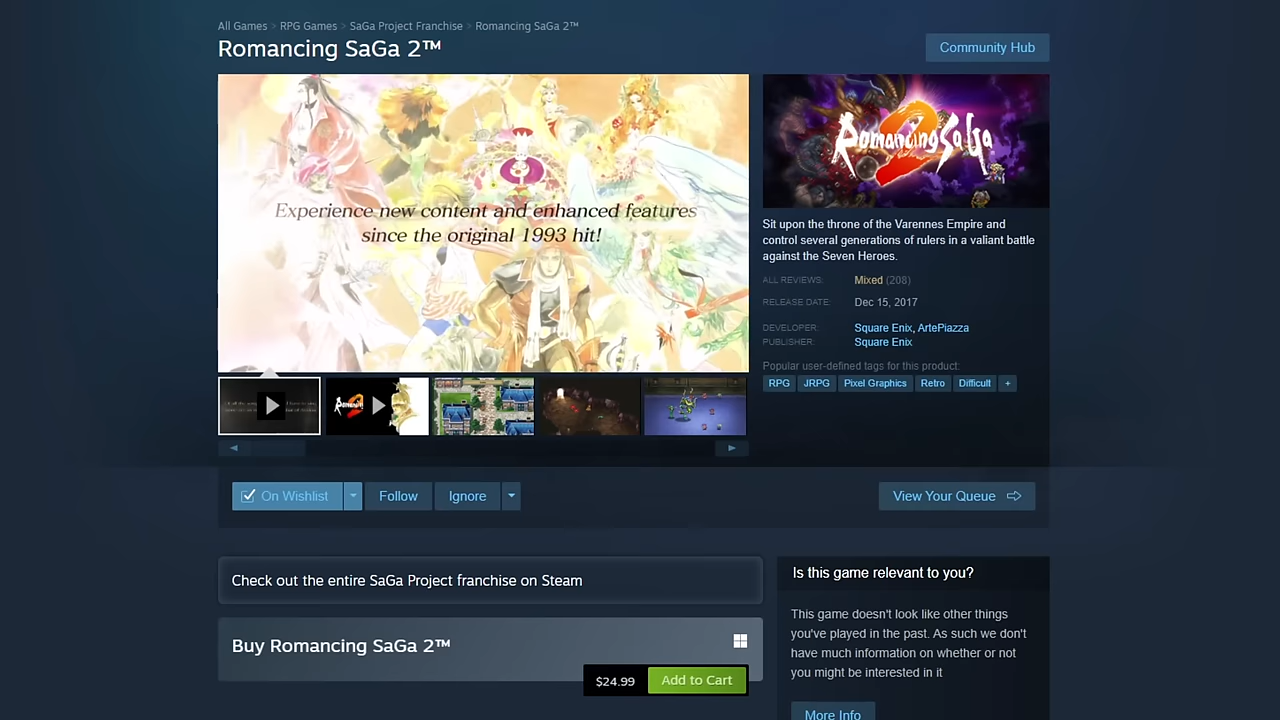 All Games > RPG Games > SaGa Project Franchise > Romancing SaGa 2™
Romancing SaGa 2™
Community Hub
Experience new content and enhanced features
since the original 1993 hit!
Romancing SaGa
2
Sit upon the throne of the Varennes Empire and
control several generations of rulers in a valiant battle
against the Seven Heroes.
ALL REVIEWS: Mixed (208)
RELEASE DATE: Dec 15, 2017
DEVELOPER: Square Enix, ArtePiazza
PUBLISHER: Square Enix
Popular user-defined tags for this product:
RPG JRPG Pixel Graphics Retro Difficult +
On Wishlist Follow Ignore
View Your Queue
Check out the entire SaGa Project franchise on Steam
Buy Romancing SaGa 2™
$24.99 Add to Cart
Is this game relevant to you?
This game doesn't look like other things
you've played in the past. As such we don't
have much information on whether or not
you might be interested in it
More Info